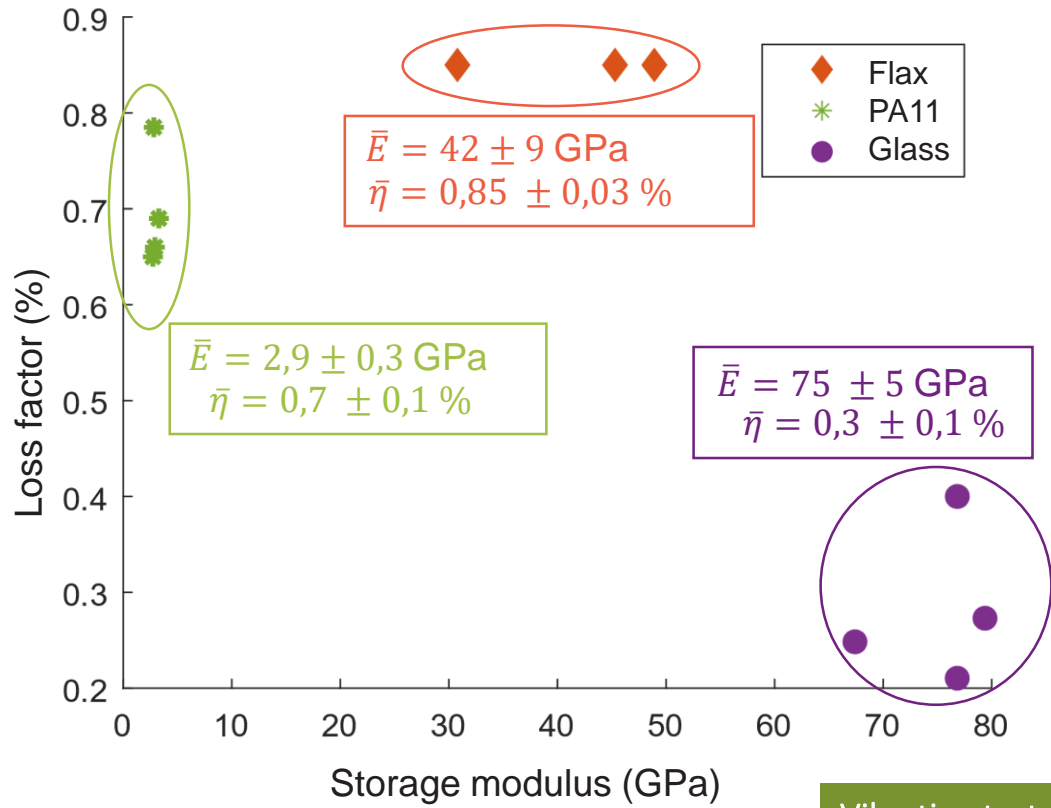 0.9
0.8
0.7
0.6
0.5
0.4
0.3
0.2
Loss factor (%)
Flax
PA11
Glass
Ē = 42 ± 9 GPa
η̄ = 0,85 ± 0,03 %
Ē = 2,9 ± 0,3 GPa
η̄ = 0,7 ± 0,1 %
Ē = 75 ± 5 GPa
η̄ = 0,3 ± 0,1 %
0 10 20 30 40 50 60 70 80
Storage modulus (GPa)